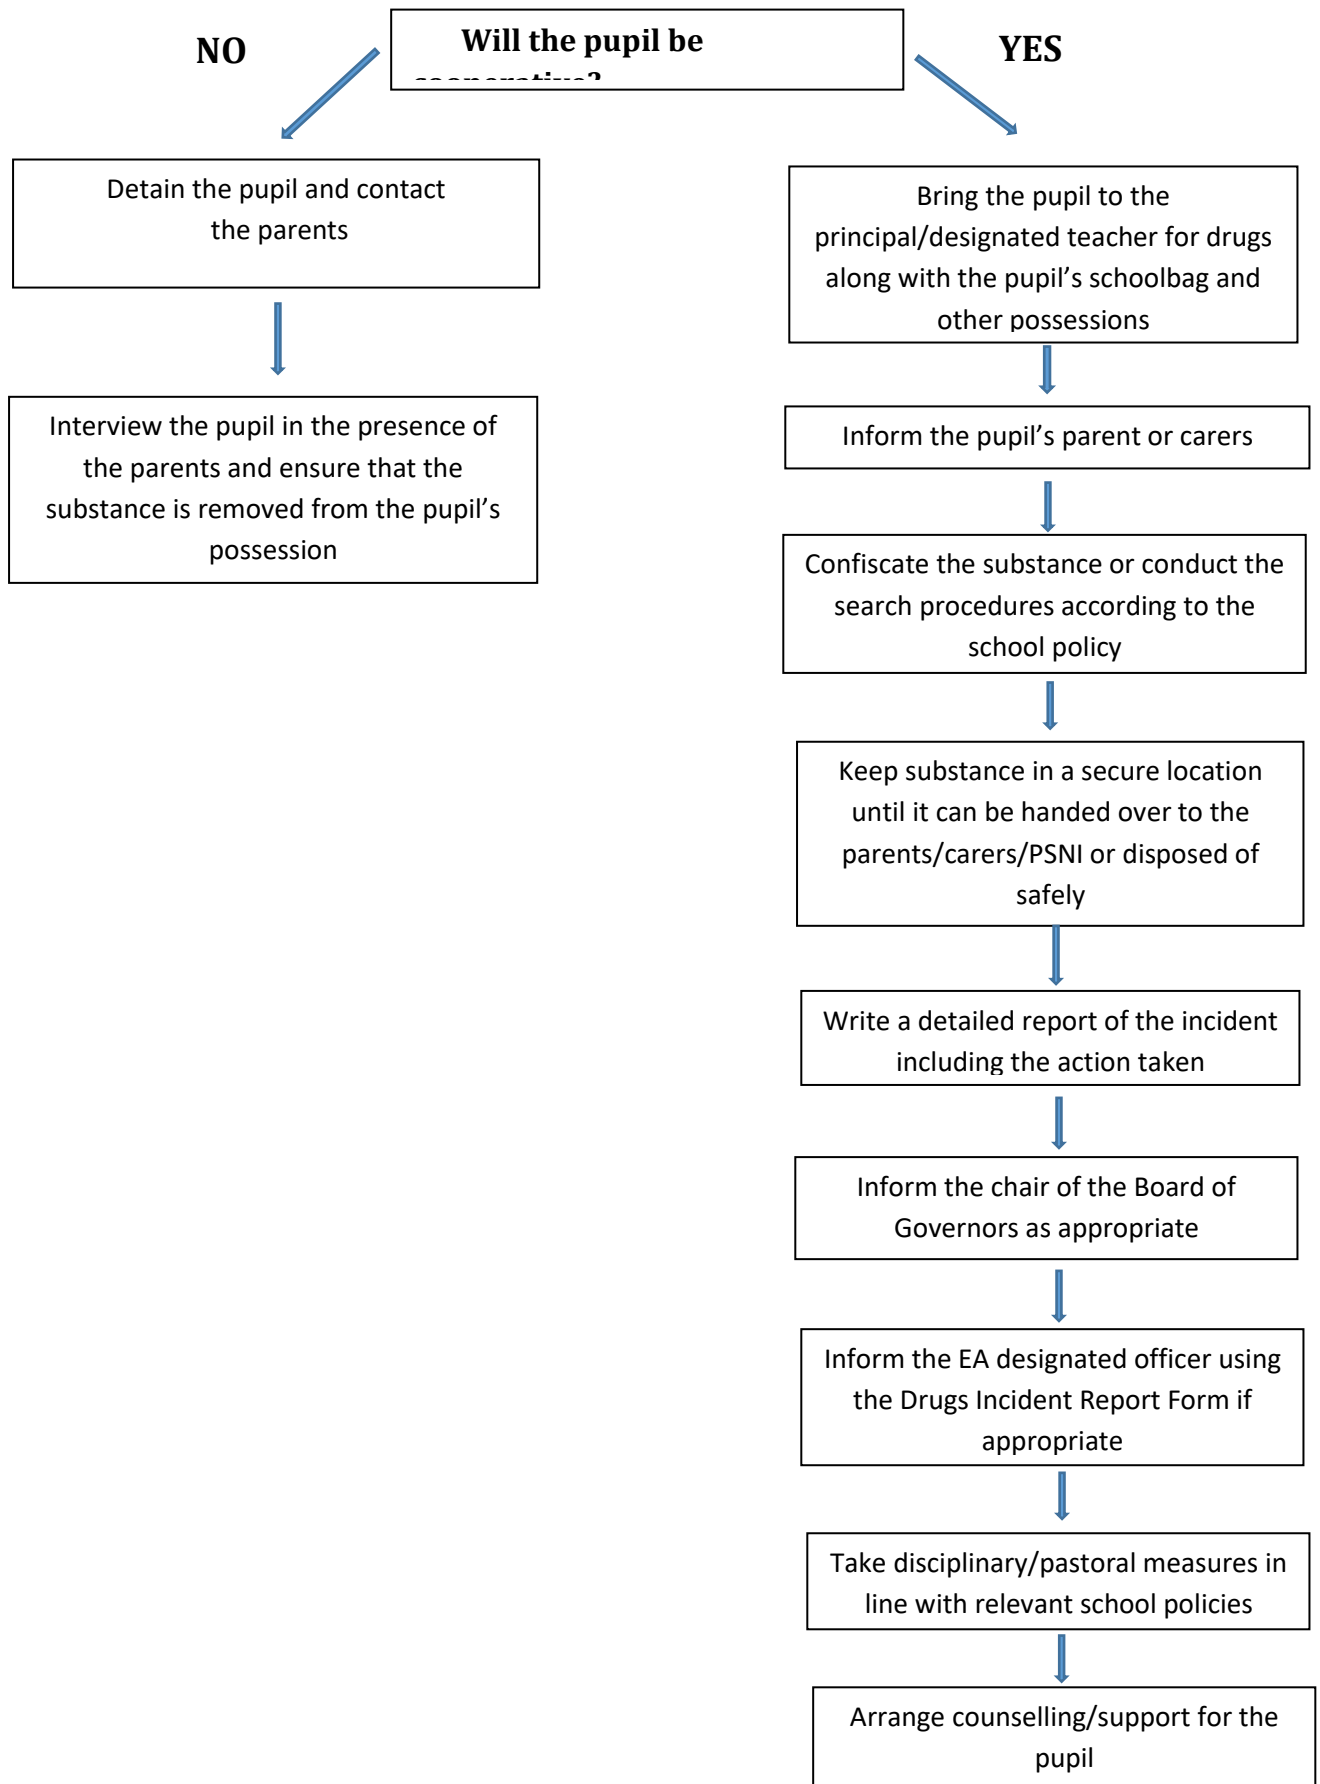 NO
Will the pupil be
cooperative?
YES
Detain the pupil and contact
the parents
Interview the pupil in the presence of
the parents and ensure that the
substance is removed from the pupil’s
possession
Bring the pupil to the
principal/designated teacher for drugs
along with the pupil’s schoolbag and
other possessions
Inform the pupil’s parent or carers
Confiscate the substance or conduct the
search procedures according to the
school policy
Keep substance in a secure location
until it can be handed over to the
parents/carers/PSNI or disposed of
safely
Write a detailed report of the incident
including the action taken
Inform the chair of the Board of
Governors as appropriate
Inform the EA designated officer using
the Drugs Incident Report Form if
appropriate
Take disciplinary/pastoral measures in
line with relevant school policies
Arrange counselling/support for the
pupil